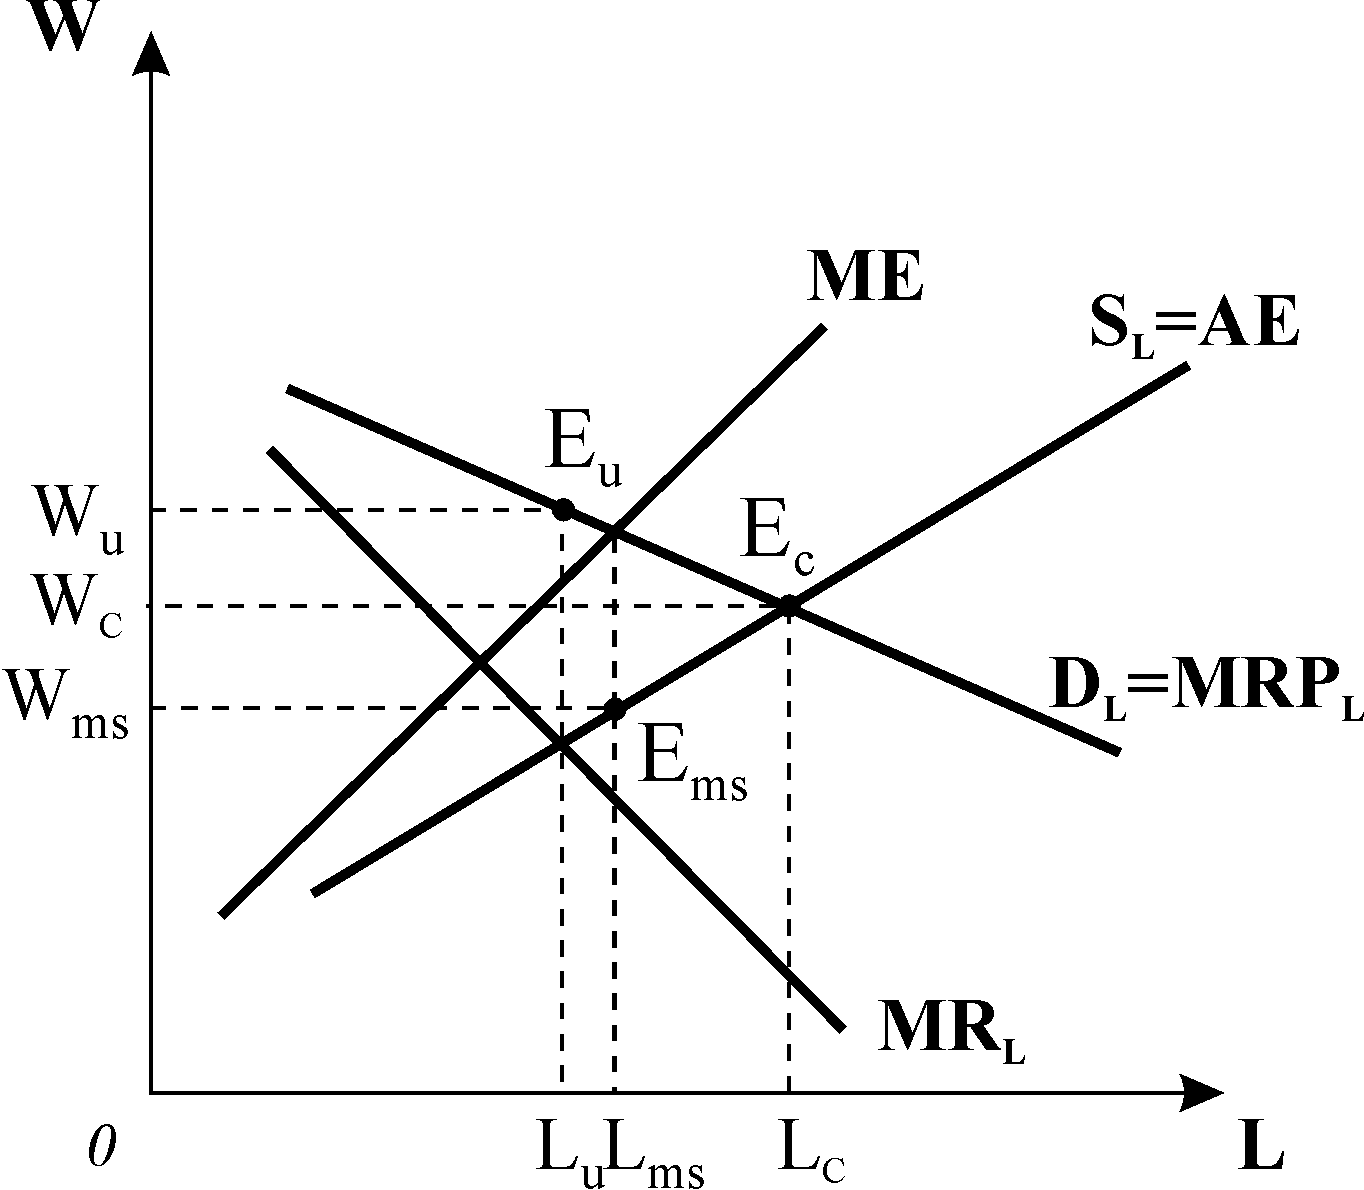 W
ME
S_L=AE
E_u
W_u
E_c
W_C
D_L=MRP_L
W_ms
E_ms
MR_L
0
L_u
L_ms
L_C
L